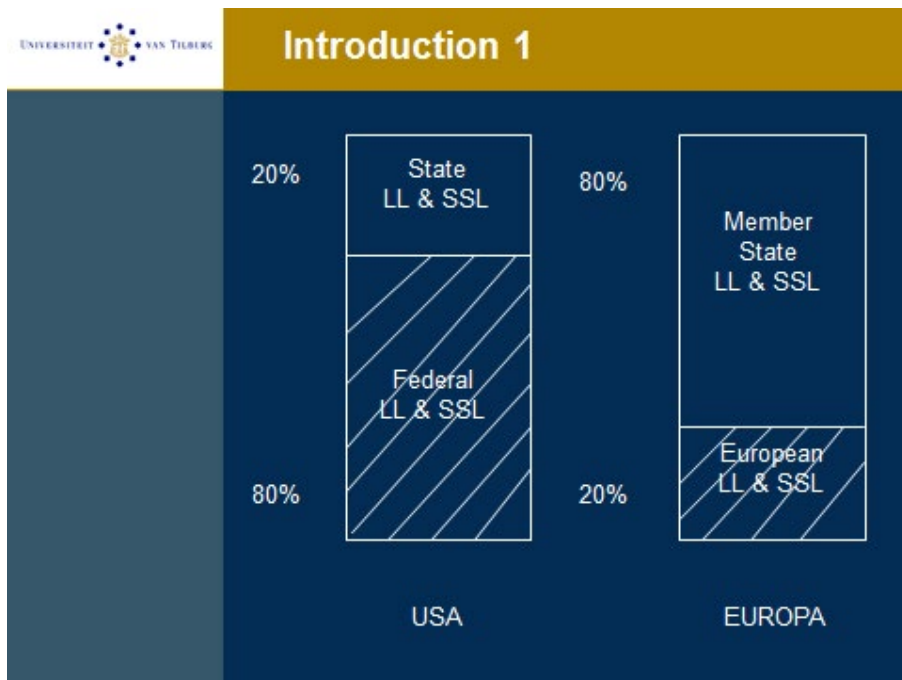 UNIVERSITEIT VAN TILBURG
Introduction 1
20%
State
LL & SSL
Federal
LL & SSL
80%
USA
80%
Member
State
LL & SSL
European
LL & SSL
20%
EUROPA